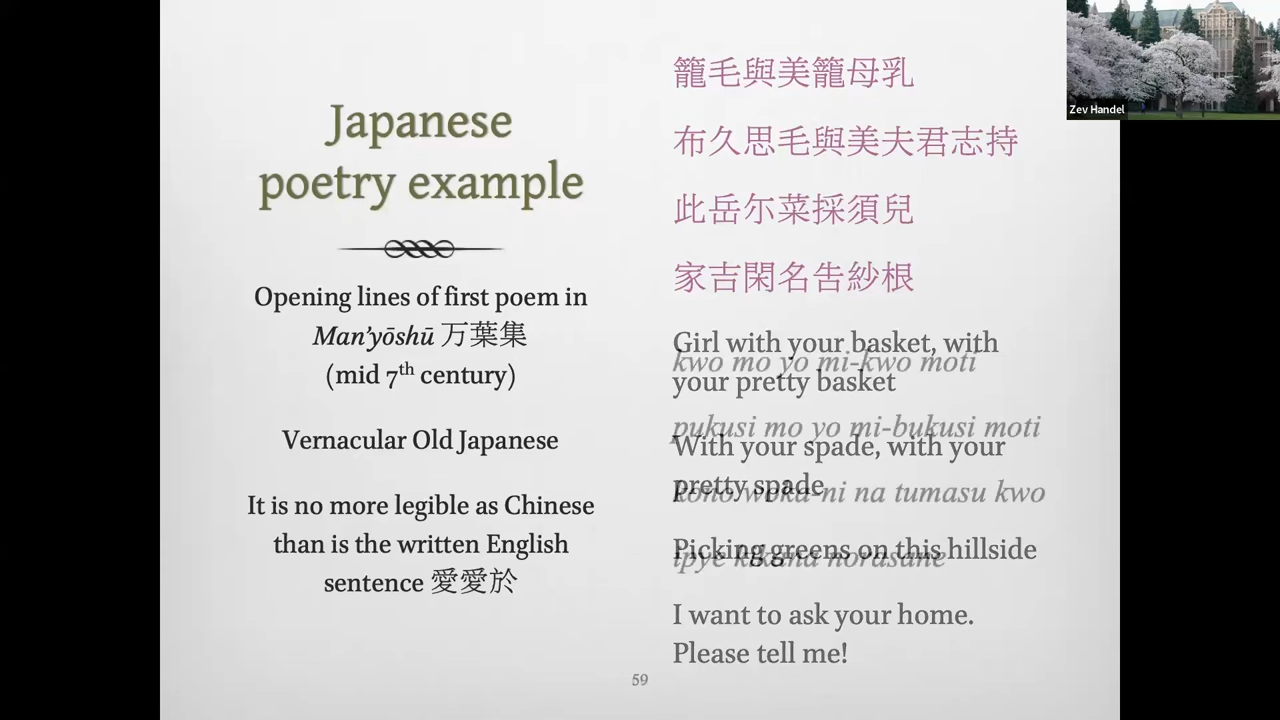 Japanese
poetry example
Opening lines of first poem in
Man'yōshū 万葉集
(mid 7th century)
Vernacular Old Japanese
It is no more legible as Chinese
than is the written English
sentence 愛愛於
籠毛與美籠母乳
布久思毛與美夫君志持
此岳尓菜採須兒
家吉閑名告紗根
Girl with your basket, with
kwo mo yo mi-kwo moti
your pretty basket
pukusi mo yo mi-bukusi moti
With your spade, with your
pretty spade
kono woka-ni na tumasu kwo
Picking greens on this hillside
ipye kikana norasane
I want to ask your home.
Please tell me!
59
Zev Handel